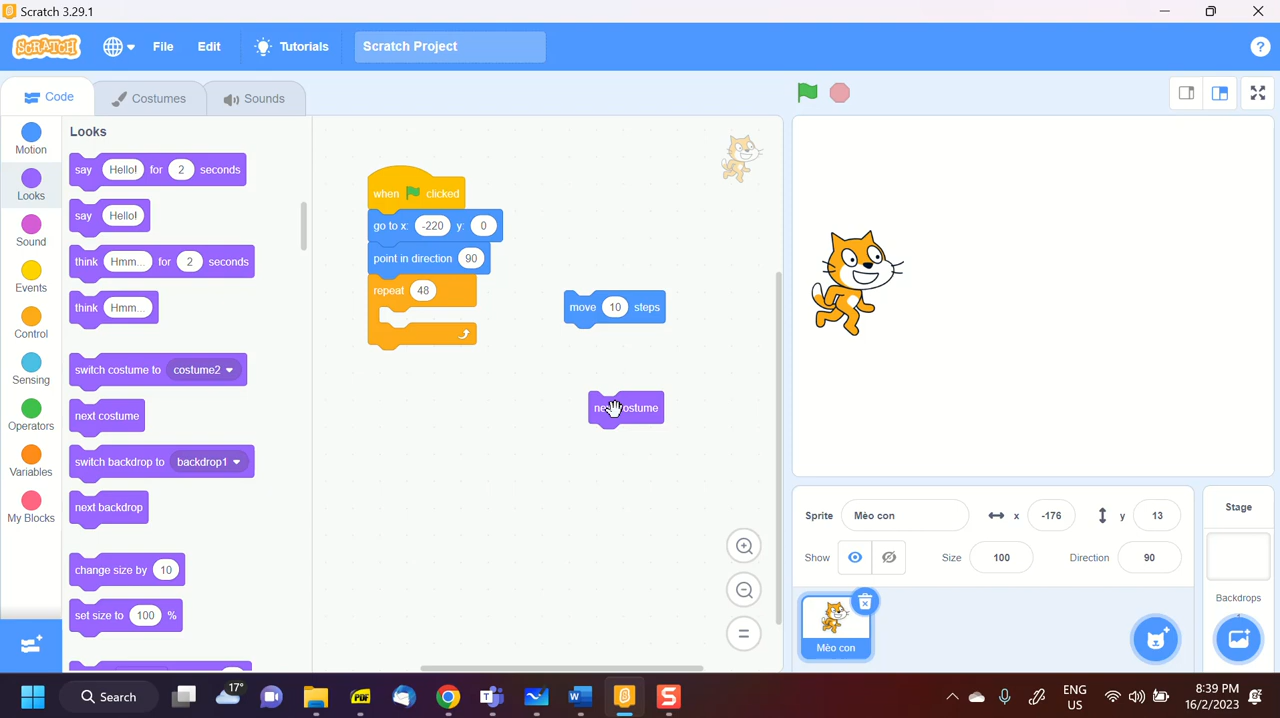 Scratch 3.29.1
SCRATCH File Edit Tutorials Scratch Project ?
Code Costumes Sounds
Motion
Looks
Sound
Events
Control
Sensing
Operators
Variables
My Blocks
Looks
say Hello! for 2 seconds
say Hello!
think Hmm... for 2 seconds
think Hmm...
switch costume to costume2
next costume
switch backdrop to backdrop1
next backdrop
change size by 10
set size to 100 %
when clicked
go to x: -220 y: 0
point in direction 90
repeat 48
move 10 steps
next costume
Sprite Mèo con x -176 y 13
Show Size 100 Direction 90
Mèo con
Stage
Backdrops
Search 17° PDF W S ENG US 8:39 PM 16/2/2023